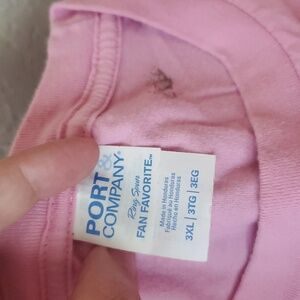 PORT & COMPANY®
Ring Spun
FAN FAVORITE™
Made in Honduras
Fabriqué au Honduras
Hecho en Honduras
3XL | 3TG | 3EG